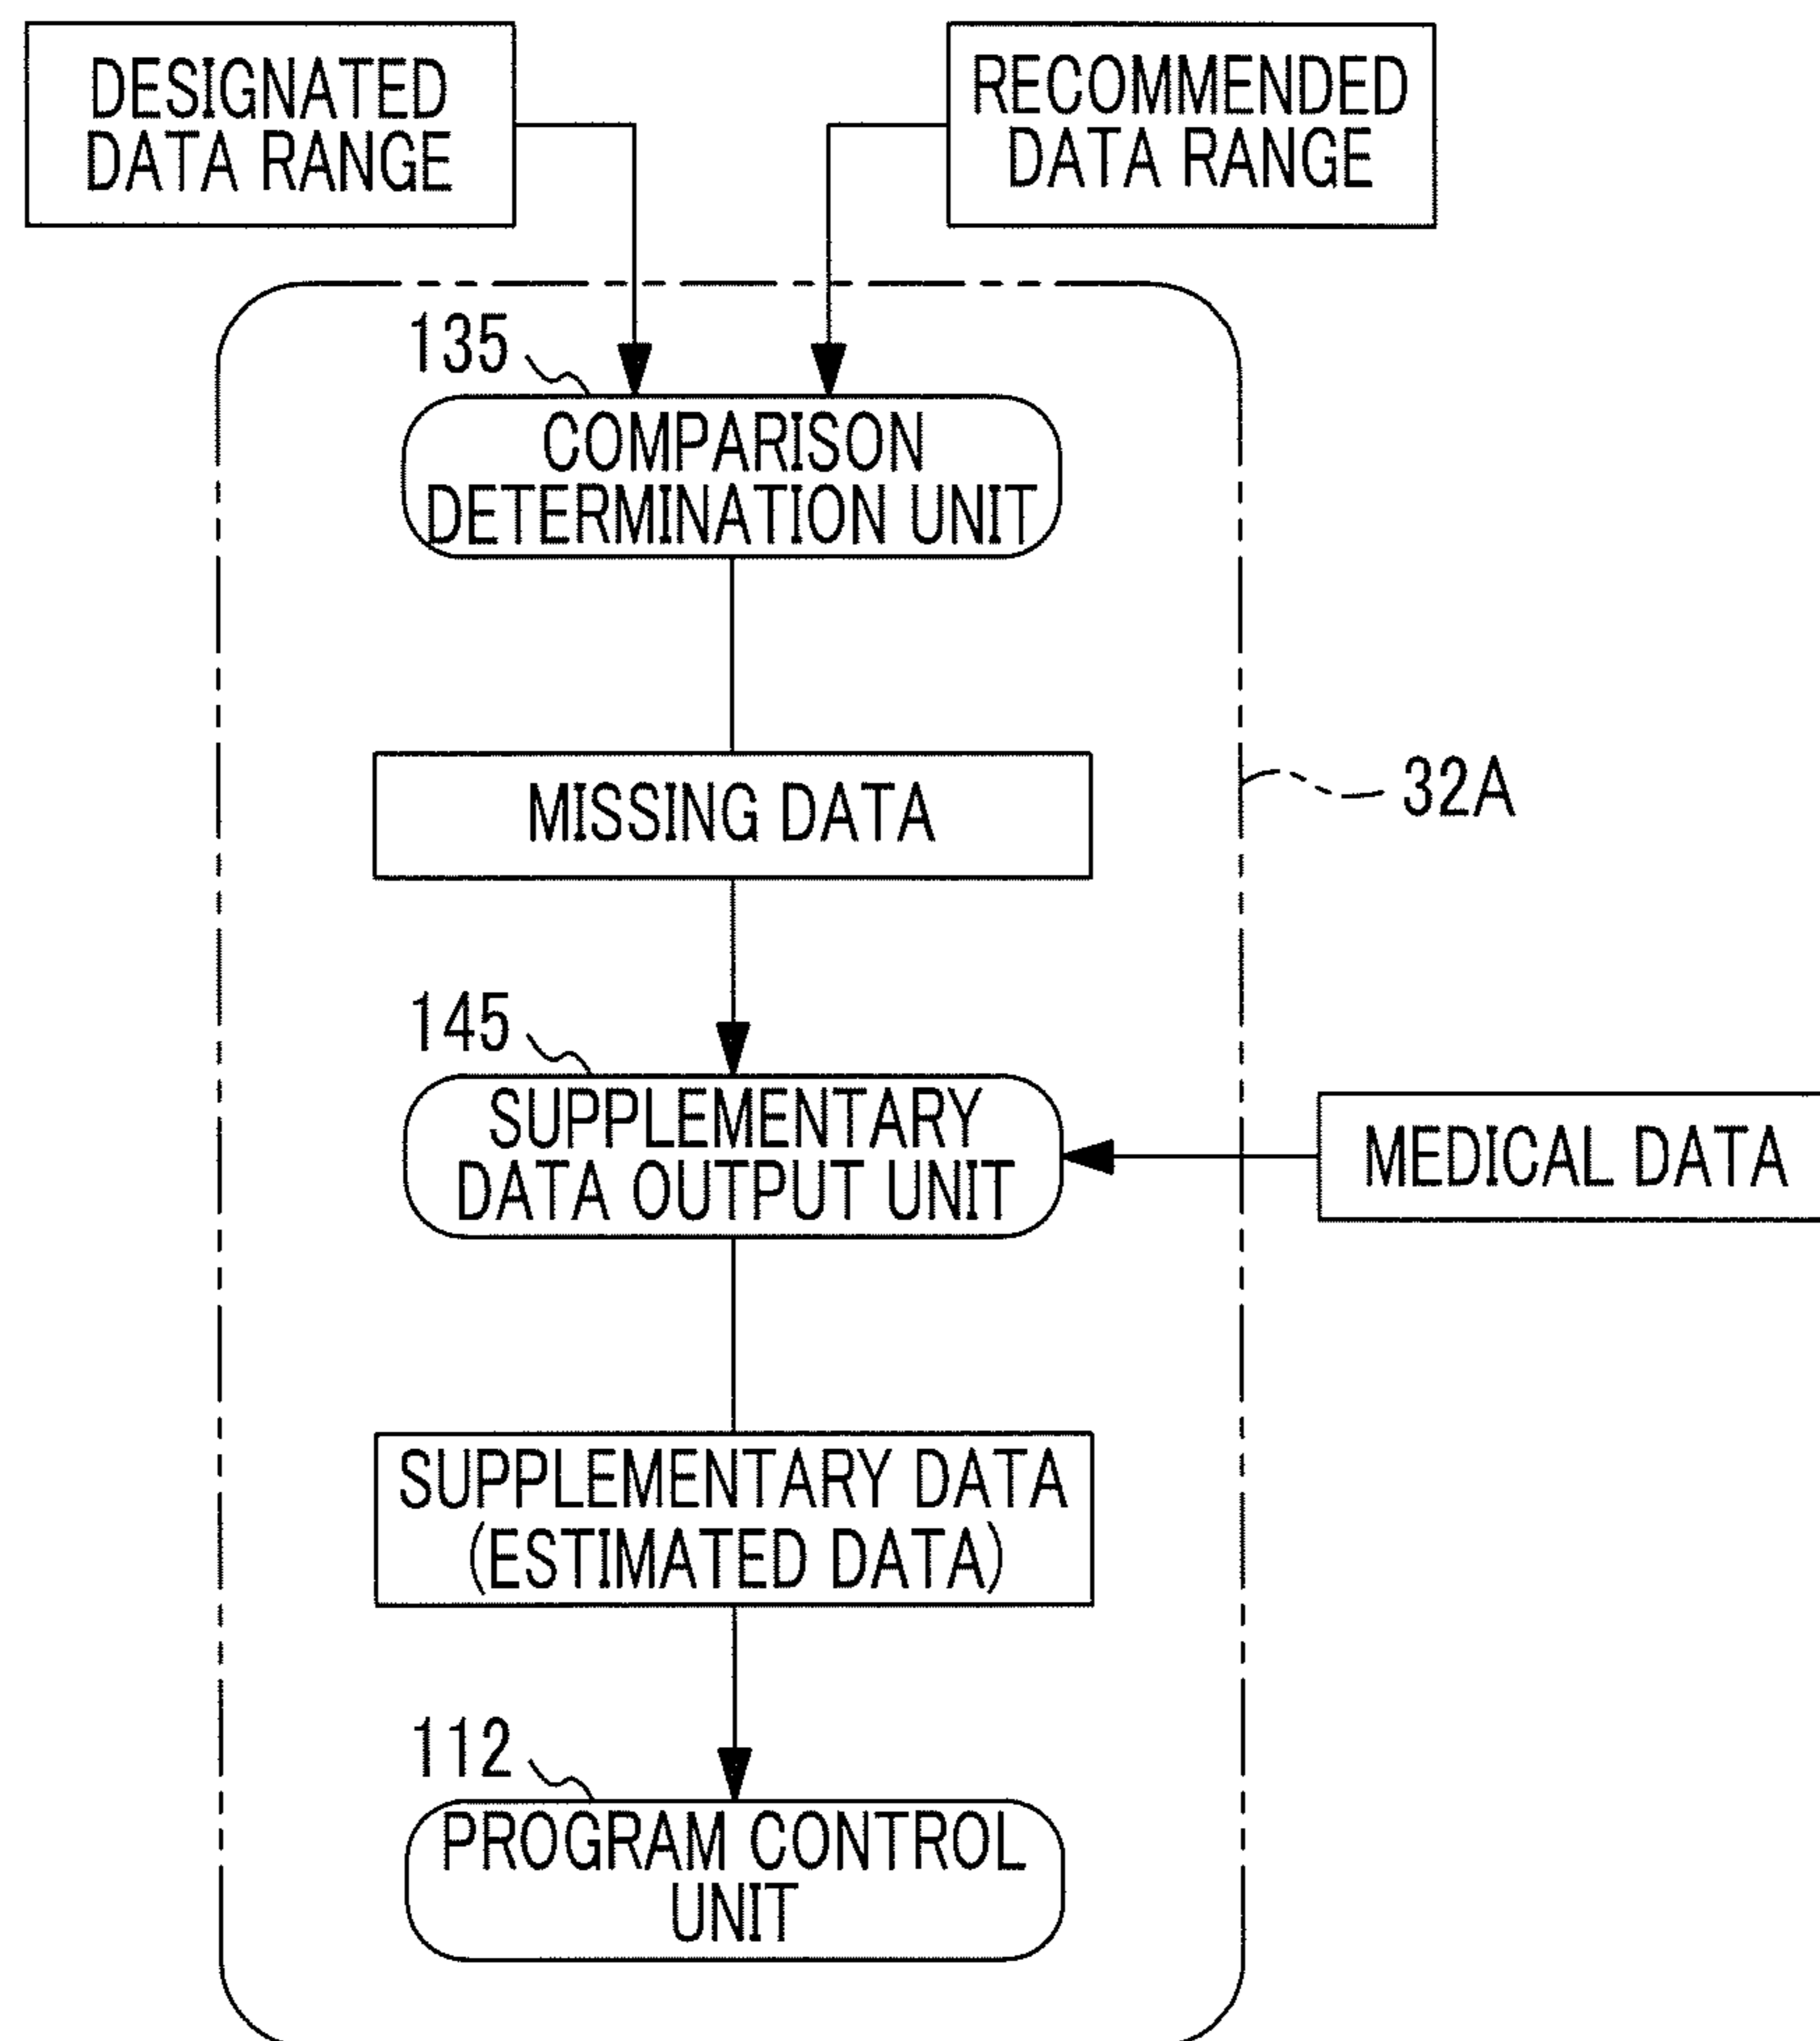 DESIGNATED
DATA RANGE
RECOMMENDED
DATA RANGE
135
COMPARISON
DETERMINATION UNIT
MISSING DATA
32A
145
SUPPLEMENTARY
DATA OUTPUT UNIT
MEDICAL DATA
SUPPLEMENTARY DATA
(ESTIMATED DATA)
112
PROGRAM CONTROL
UNIT